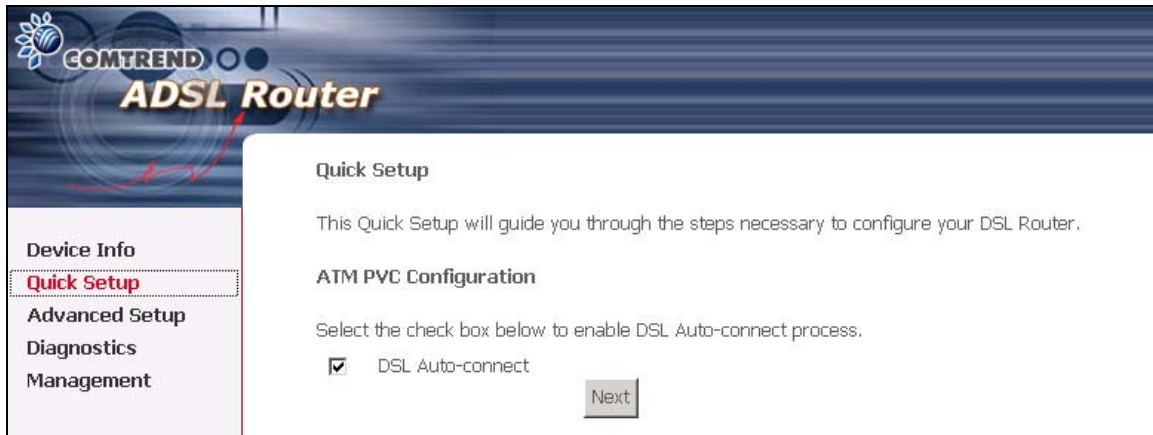 COMTREND
ADSL Router
Device Info
Quick Setup
Advanced Setup
Diagnostics
Management
Quick Setup
This Quick Setup will guide you through the steps necessary to configure your DSL Router.
ATM PVC Configuration
Select the check box below to enable DSL Auto-connect process.
DSL Auto-connect
Next